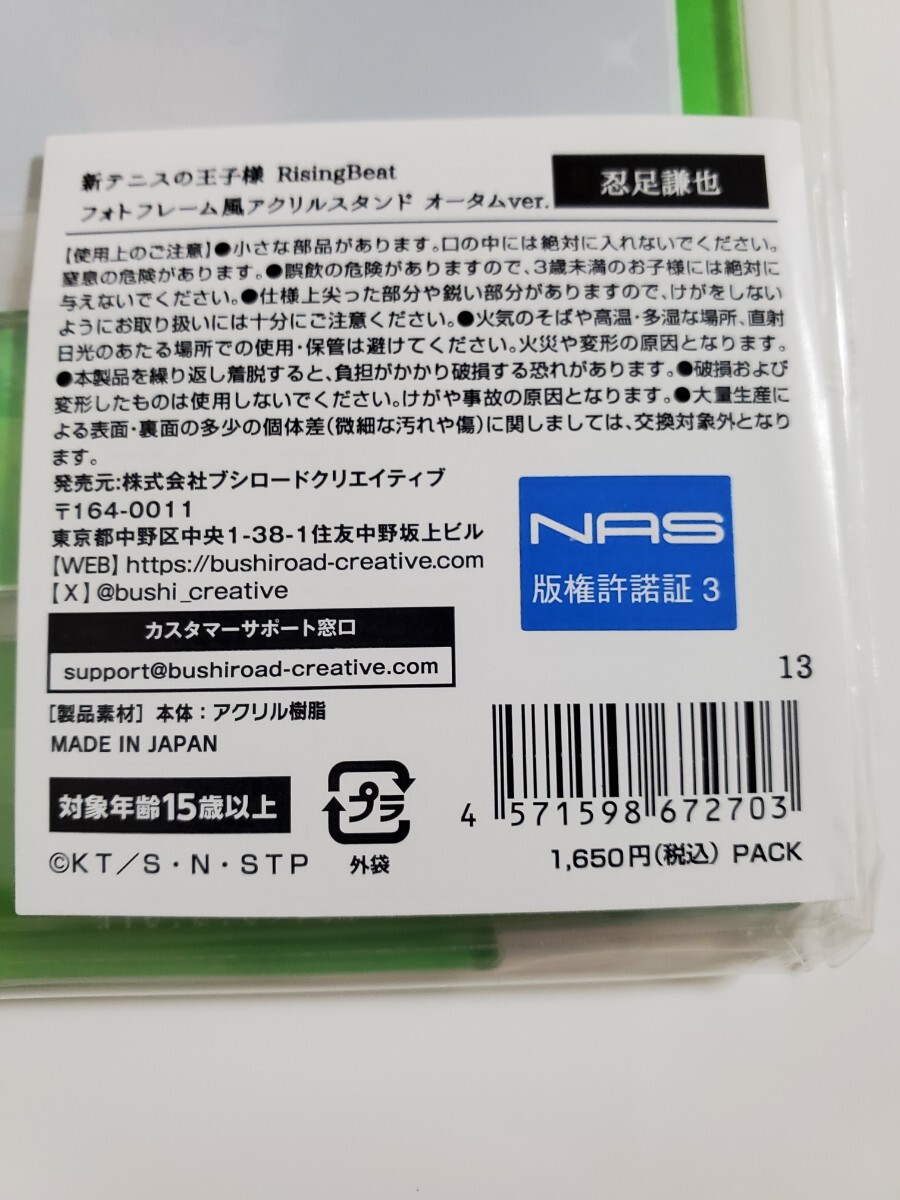 新テニスの王子様 RisingBeat
フォトフレーム風アクリルスタンド オータムver.
忍足謙也
【使用上のご注意】●小さな部品があります。口の中には絶対に入れないでください。
窒息の危険があります。●誤飲の危険がありますので、3歳未満のお子様には絶対に
与えないでください。●仕様上尖った部分や鋭い部分がありますので、けがをしない
ようにお取り扱いには十分にご注意ください。●火気のそばや高温・多湿な場所、直射
日光のあたる場所での使用・保管は避けてください。火災や変形の原因となります。
●本製品を繰り返し着脱すると、負担がかかり破損する恐れがあります。●破損および
変形したものは使用しないでください。けがや事故の原因となります。●大量生産に
よる表面・裏面の多少の個体差(微細な汚れや傷)に関しましては、交換対象外となり
ます。
発売元:株式会社ブシロードクリエイティブ
〒164-0011
東京都中野区中央1-38-1住友中野坂上ビル
【WEB】https://bushiroad-creative.com
【X】@bushi_creative
カスタマーサポート窓口
support@bushiroad-creative.com
NAS
版権許諾証 3
13
[製品素材] 本体：アクリル樹脂
MADE IN JAPAN
対象年齢15歳以上
プラ
外袋
4 571598 672703
©KT/S・N・STP
1,650円(税込) PACK